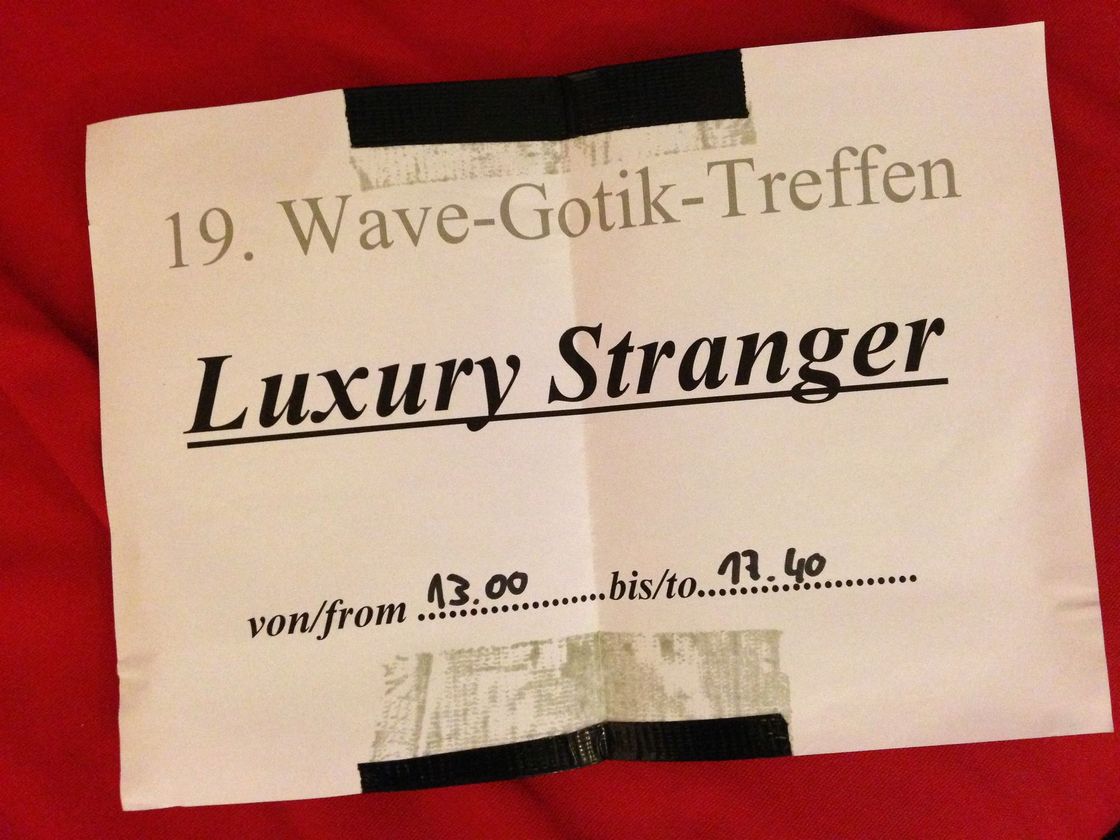 19. Wave-Gotik-Treffen
Luxury Stranger
von/from ..13.00...........bis/to..17.40..............